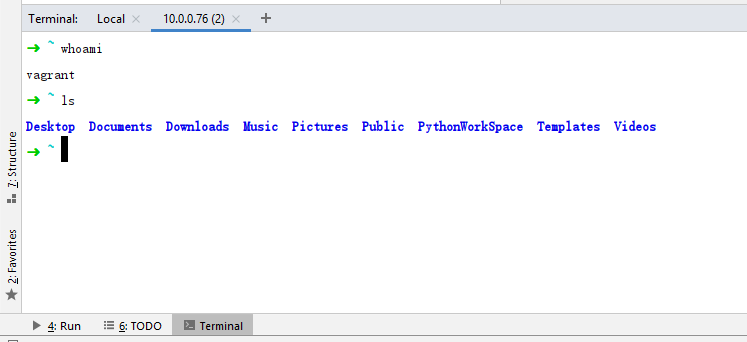 Terminal: Local × 10.0.0.76 (2) × +
➜ ~ whoami
vagrant
➜ ~ ls
Desktop Documents Downloads Music Pictures Public PythonWorkSpace Templates Videos
➜ ~
7: Structure
2: Favorites
4: Run 6: TODO Terminal